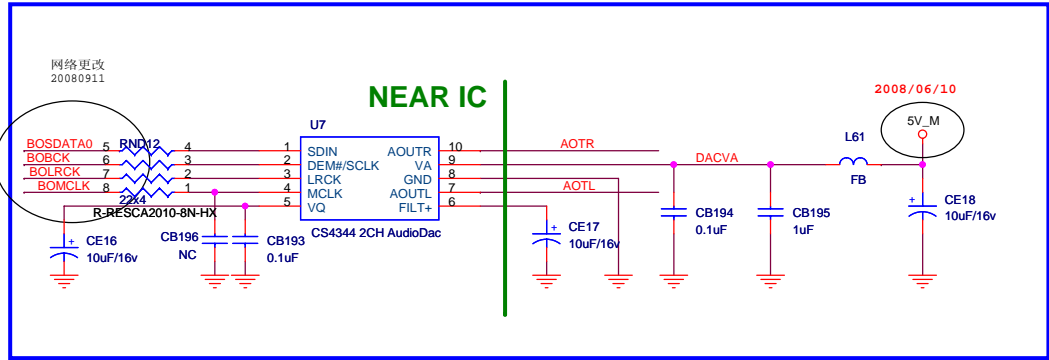 网络更改
20080911
NEAR IC
2008/06/10
5V_M
U7
L61
FB
BOSDATA0 5 RND12 4 1 SDIN AOUTR 10 AOTR
BOBCK 6 3 2 DEM#/SCLK VA 9 DACVA
BOLRCK 7 2 3 LRCK GND 8
BOMCLK 8 1 4 MCLK AOUTL 7 AOTL
22x4 5 VQ FILT+ 6
R-RESCA2010-8N-HX
CS4344 2CH AudioDac
CE16
10uF/16v
CB196
NC
CB193
0.1uF
CE17
10uF/16v
CB194
0.1uF
CB195
1uF
CE18
10uF/16v